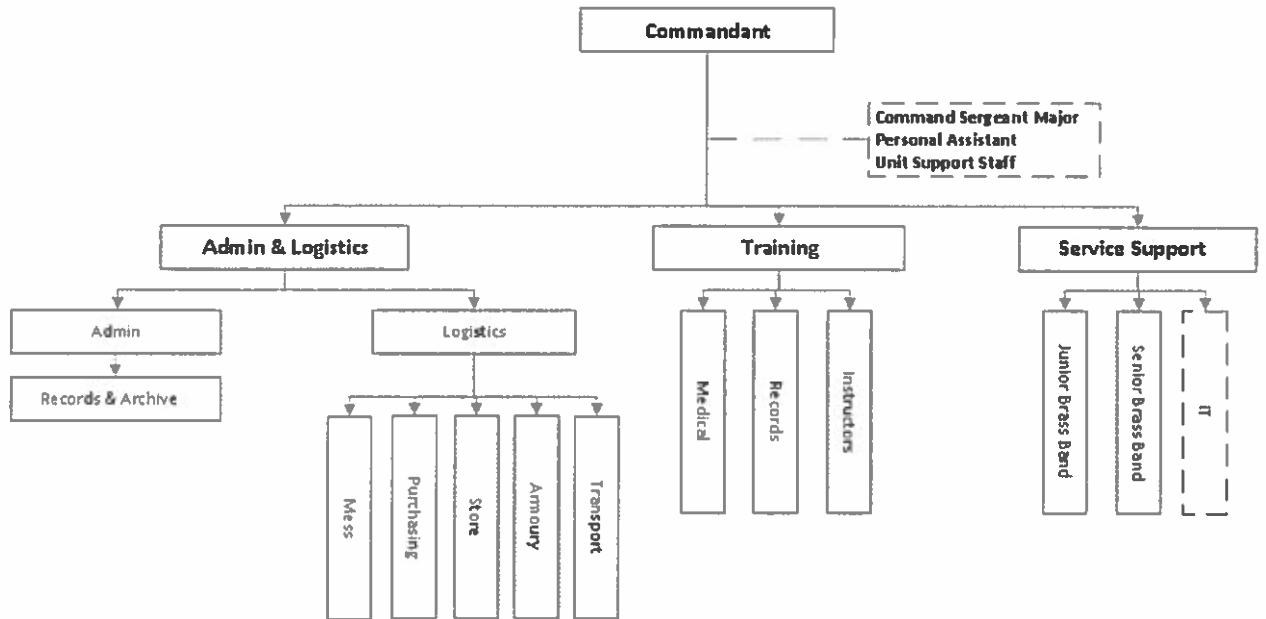 Commandant
Command Sergeant Major
Personal Assistant
Unit Support Staff
Admin & Logistics
Training
Service Support
Admin
Logistics
Records & Archive
Mess
Purchasing
Store
Armoury
Transport
Medical
Records
Instructors
Junior Brass Band
Senior Brass Band
IT